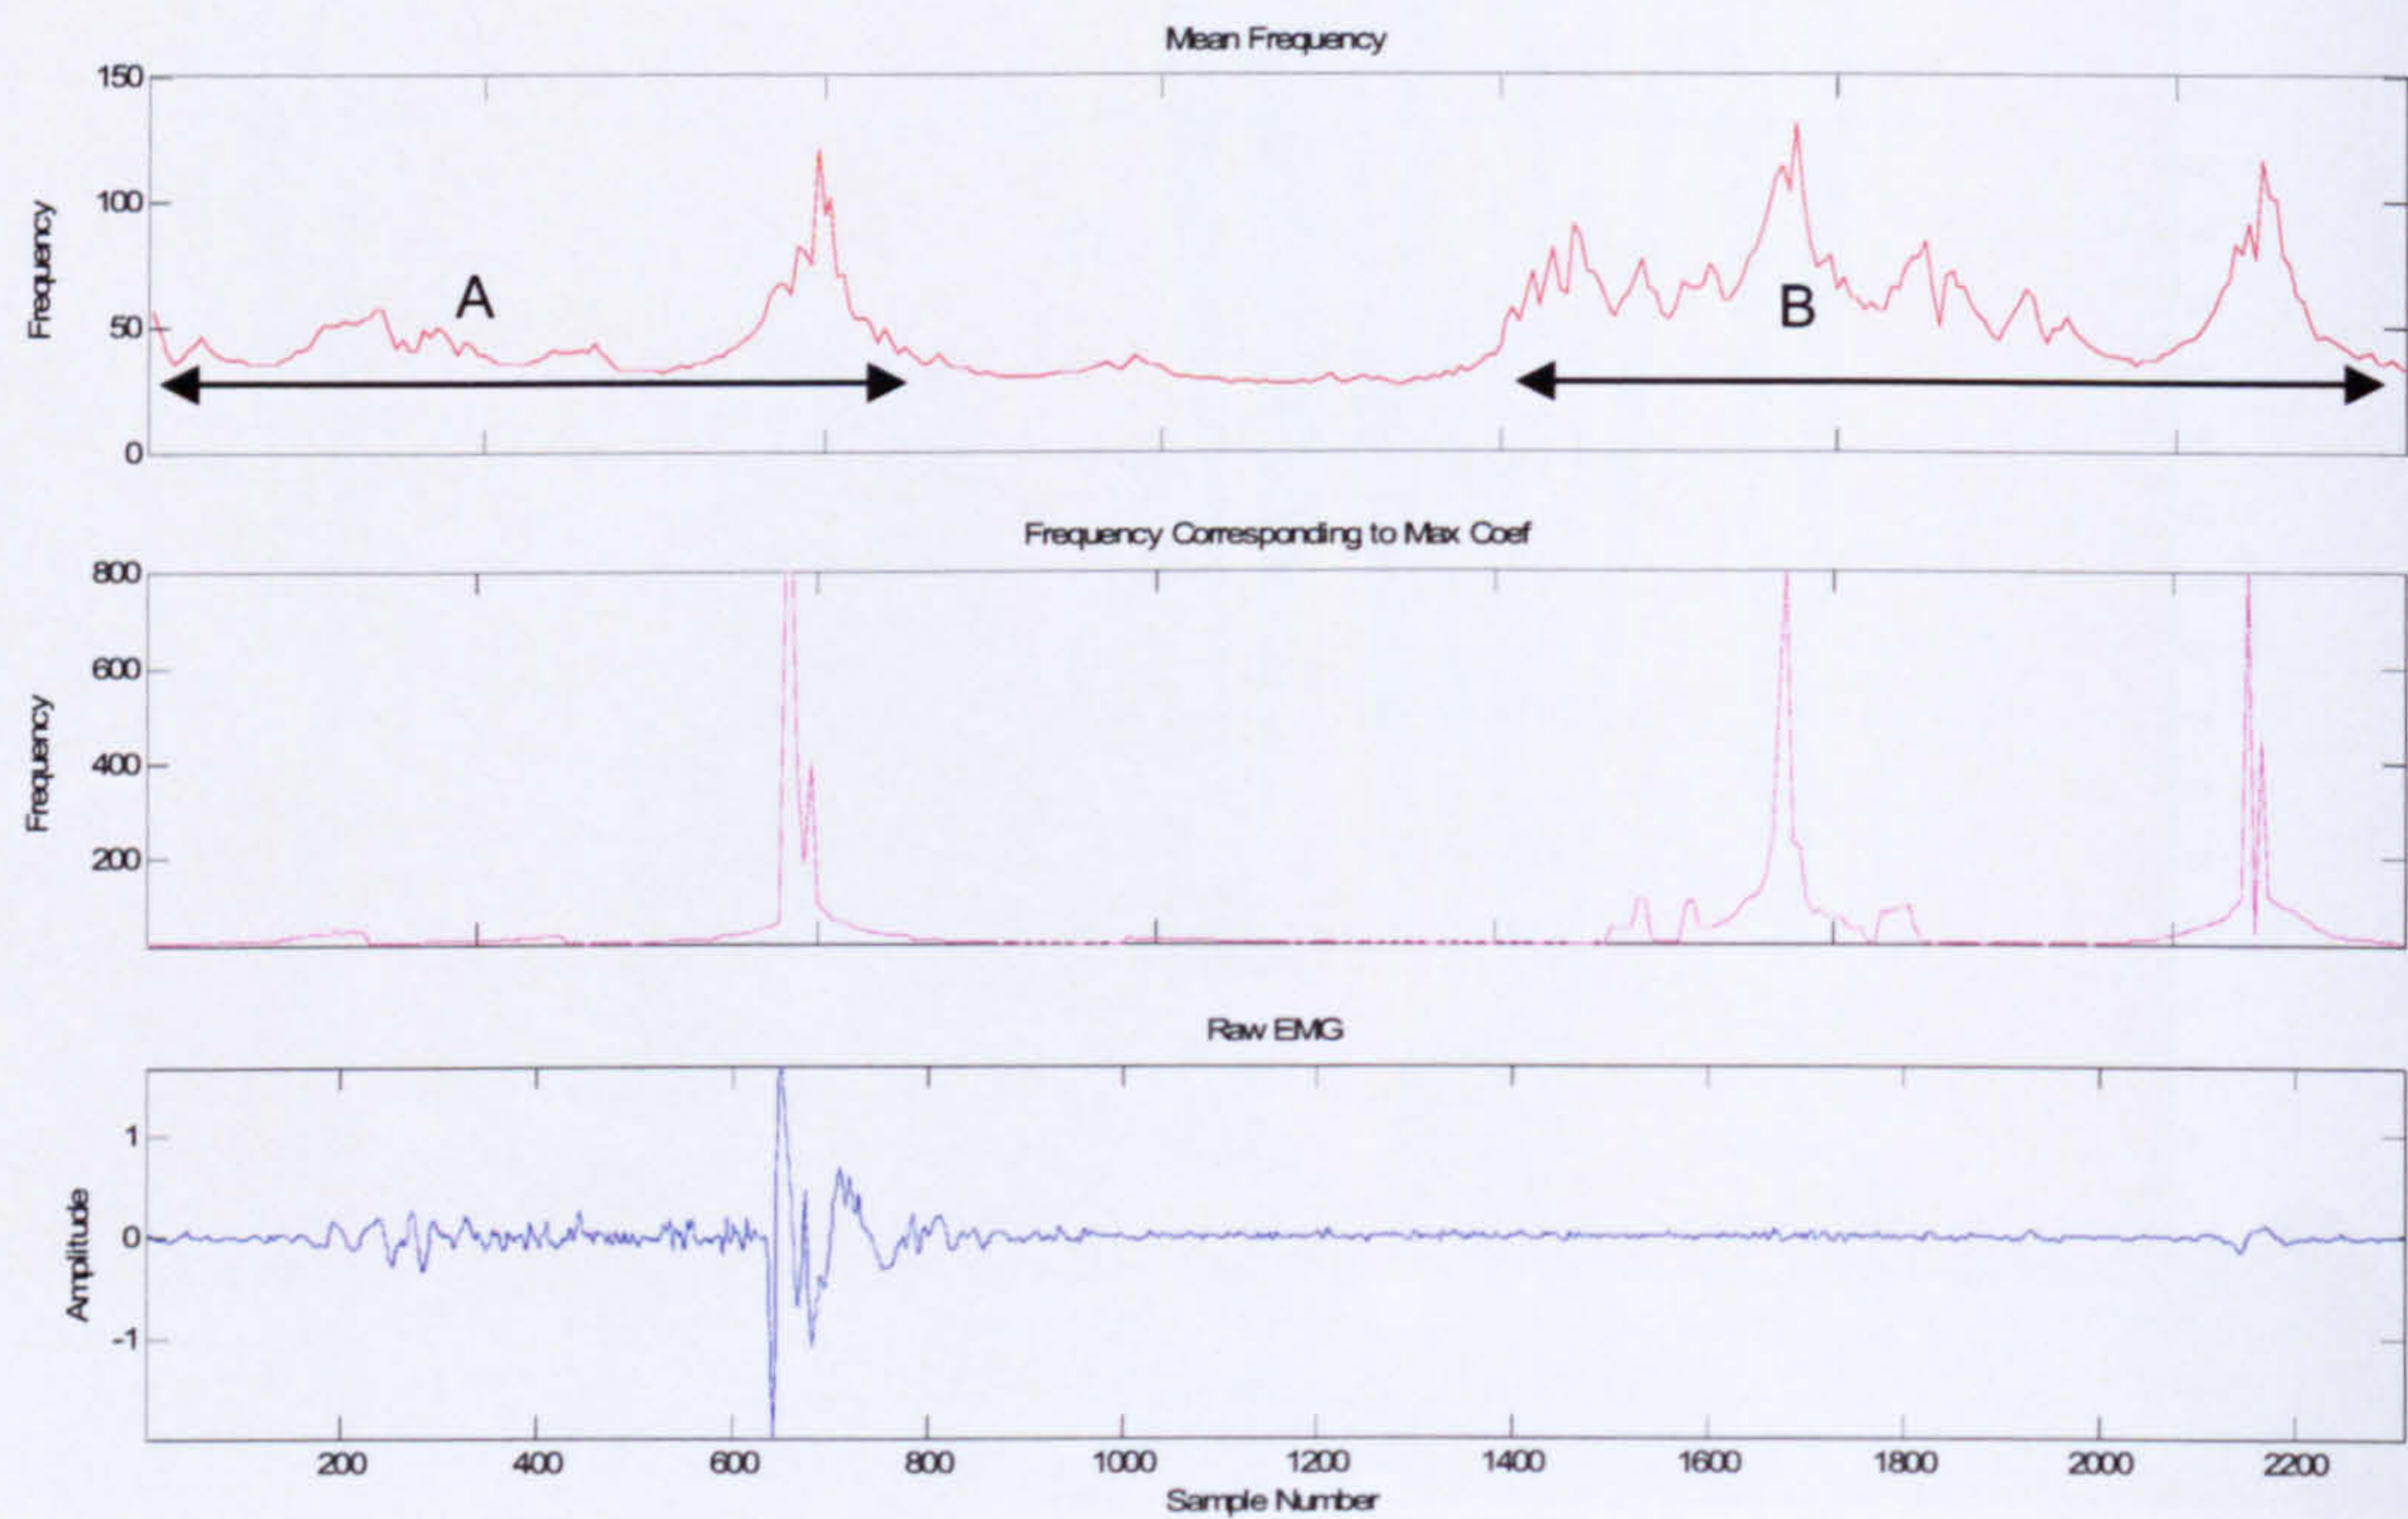 Mean Frequency
150
100
50
0
Frequency
A
B
Frequency Corresponding to Max Coef
800
600
400
200
Frequency
Raw EMG
1
0
-1
Amplitude
200 400 600 800 1000 1200 1400 1600 1800 2000 2200
Sample Number